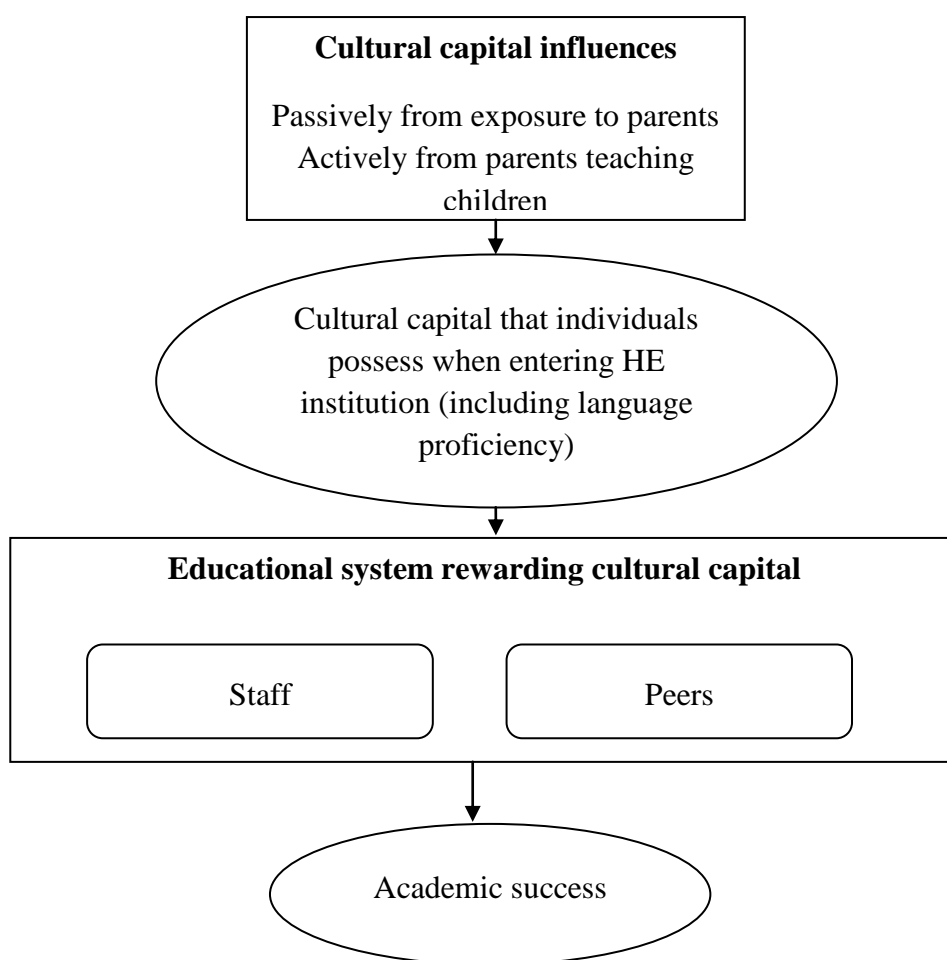 Cultural capital influences
Passively from exposure to parents
Actively from parents teaching
children
Cultural capital that individuals
possess when entering HE
institution (including language
proficiency)
Educational system rewarding cultural capital
Staff
Peers
Academic success